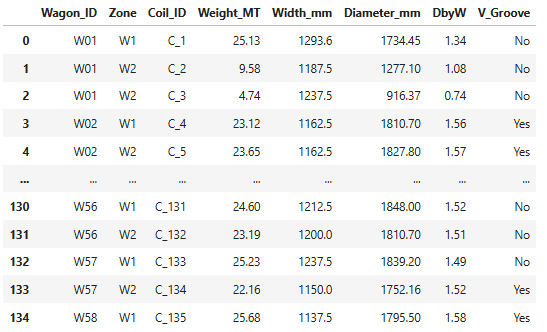 Wagon_ID Zone Coil_ID Weight_MT Width_mm Diameter_mm DbyW V_Groove
0 W01 W1 C_1 25.13 1293.6 1734.45 1.34 No
1 W01 W2 C_2 9.58 1187.5 1277.10 1.08 No
2 W01 W2 C_3 4.74 1237.5 916.37 0.74 No
3 W02 W1 C_4 23.12 1162.5 1810.70 1.56 Yes
4 W02 W2 C_5 23.65 1162.5 1827.80 1.57 Yes
... ... ... ... ... ... ... ... ...
130 W56 W1 C_131 24.60 1212.5 1848.00 1.52 No
131 W56 W2 C_132 23.19 1200.0 1810.70 1.51 No
132 W57 W1 C_133 25.23 1237.5 1839.20 1.49 No
133 W57 W2 C_134 22.16 1150.0 1752.16 1.52 Yes
134 W58 W1 C_135 25.68 1137.5 1795.50 1.58 Yes